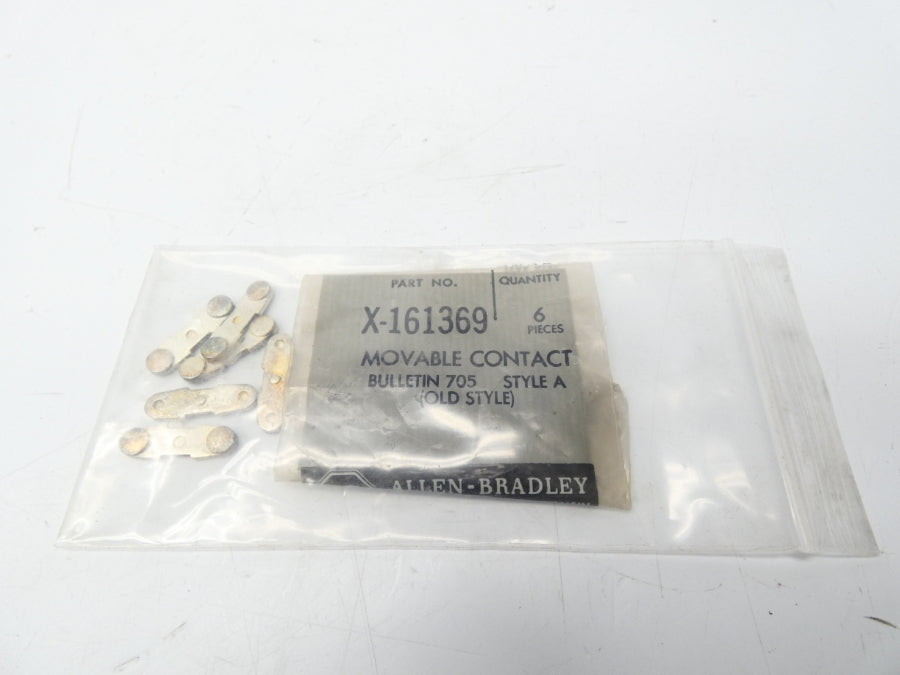 PART NO. QUANTITY
X-161369 6
PIECES
MOVABLE CONTACT
BULLETIN 705 STYLE A
(OLD STYLE)
ALLEN-BRADLEY